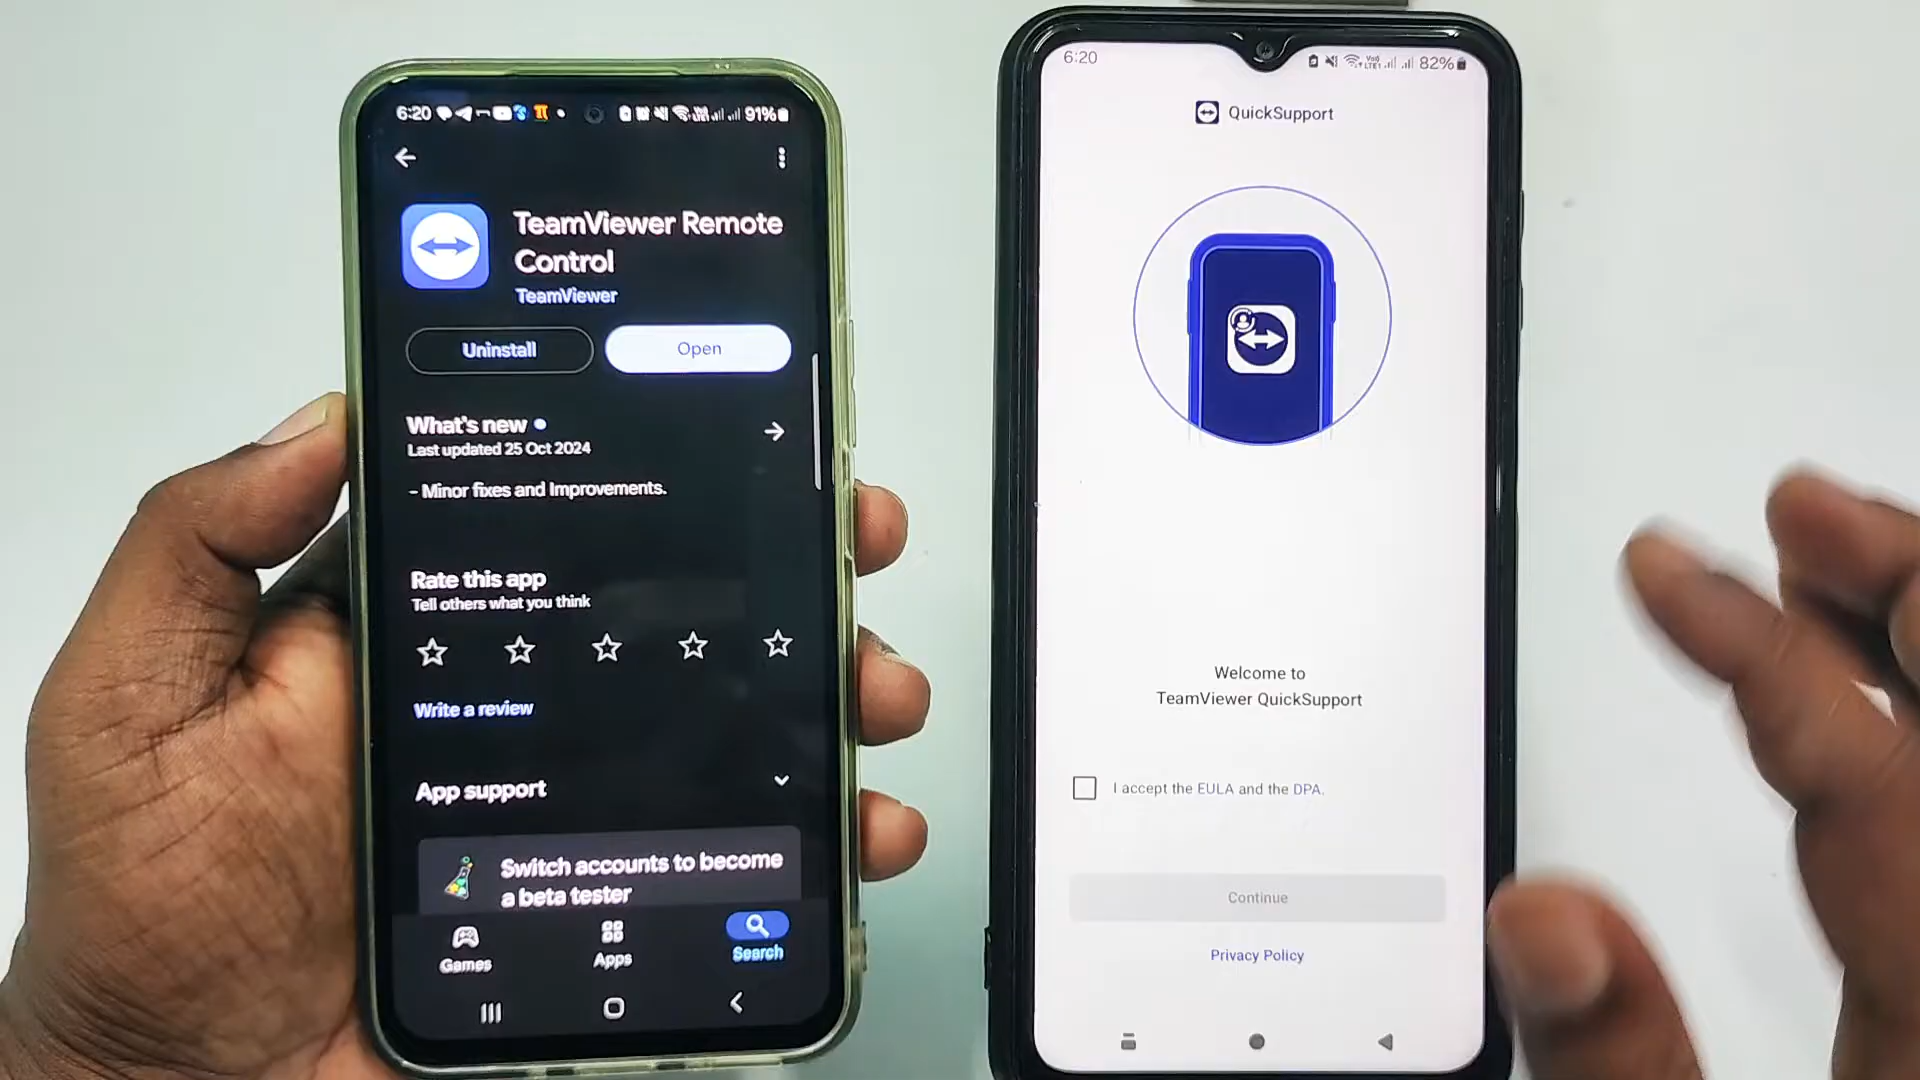 6:20
91%
TeamViewer Remote
Control
TeamViewer
Uninstall
Open
What's new
Last updated 25 Oct 2024
- Minor fixes and Improvements.
Rate this app
Tell others what you think
Write a review
App support
Switch accounts to become
a beta tester
Games
Apps
Search
6:20
82%
QuickSupport
Welcome to
TeamViewer QuickSupport
I accept the EULA and the DPA.
Continue
Privacy Policy